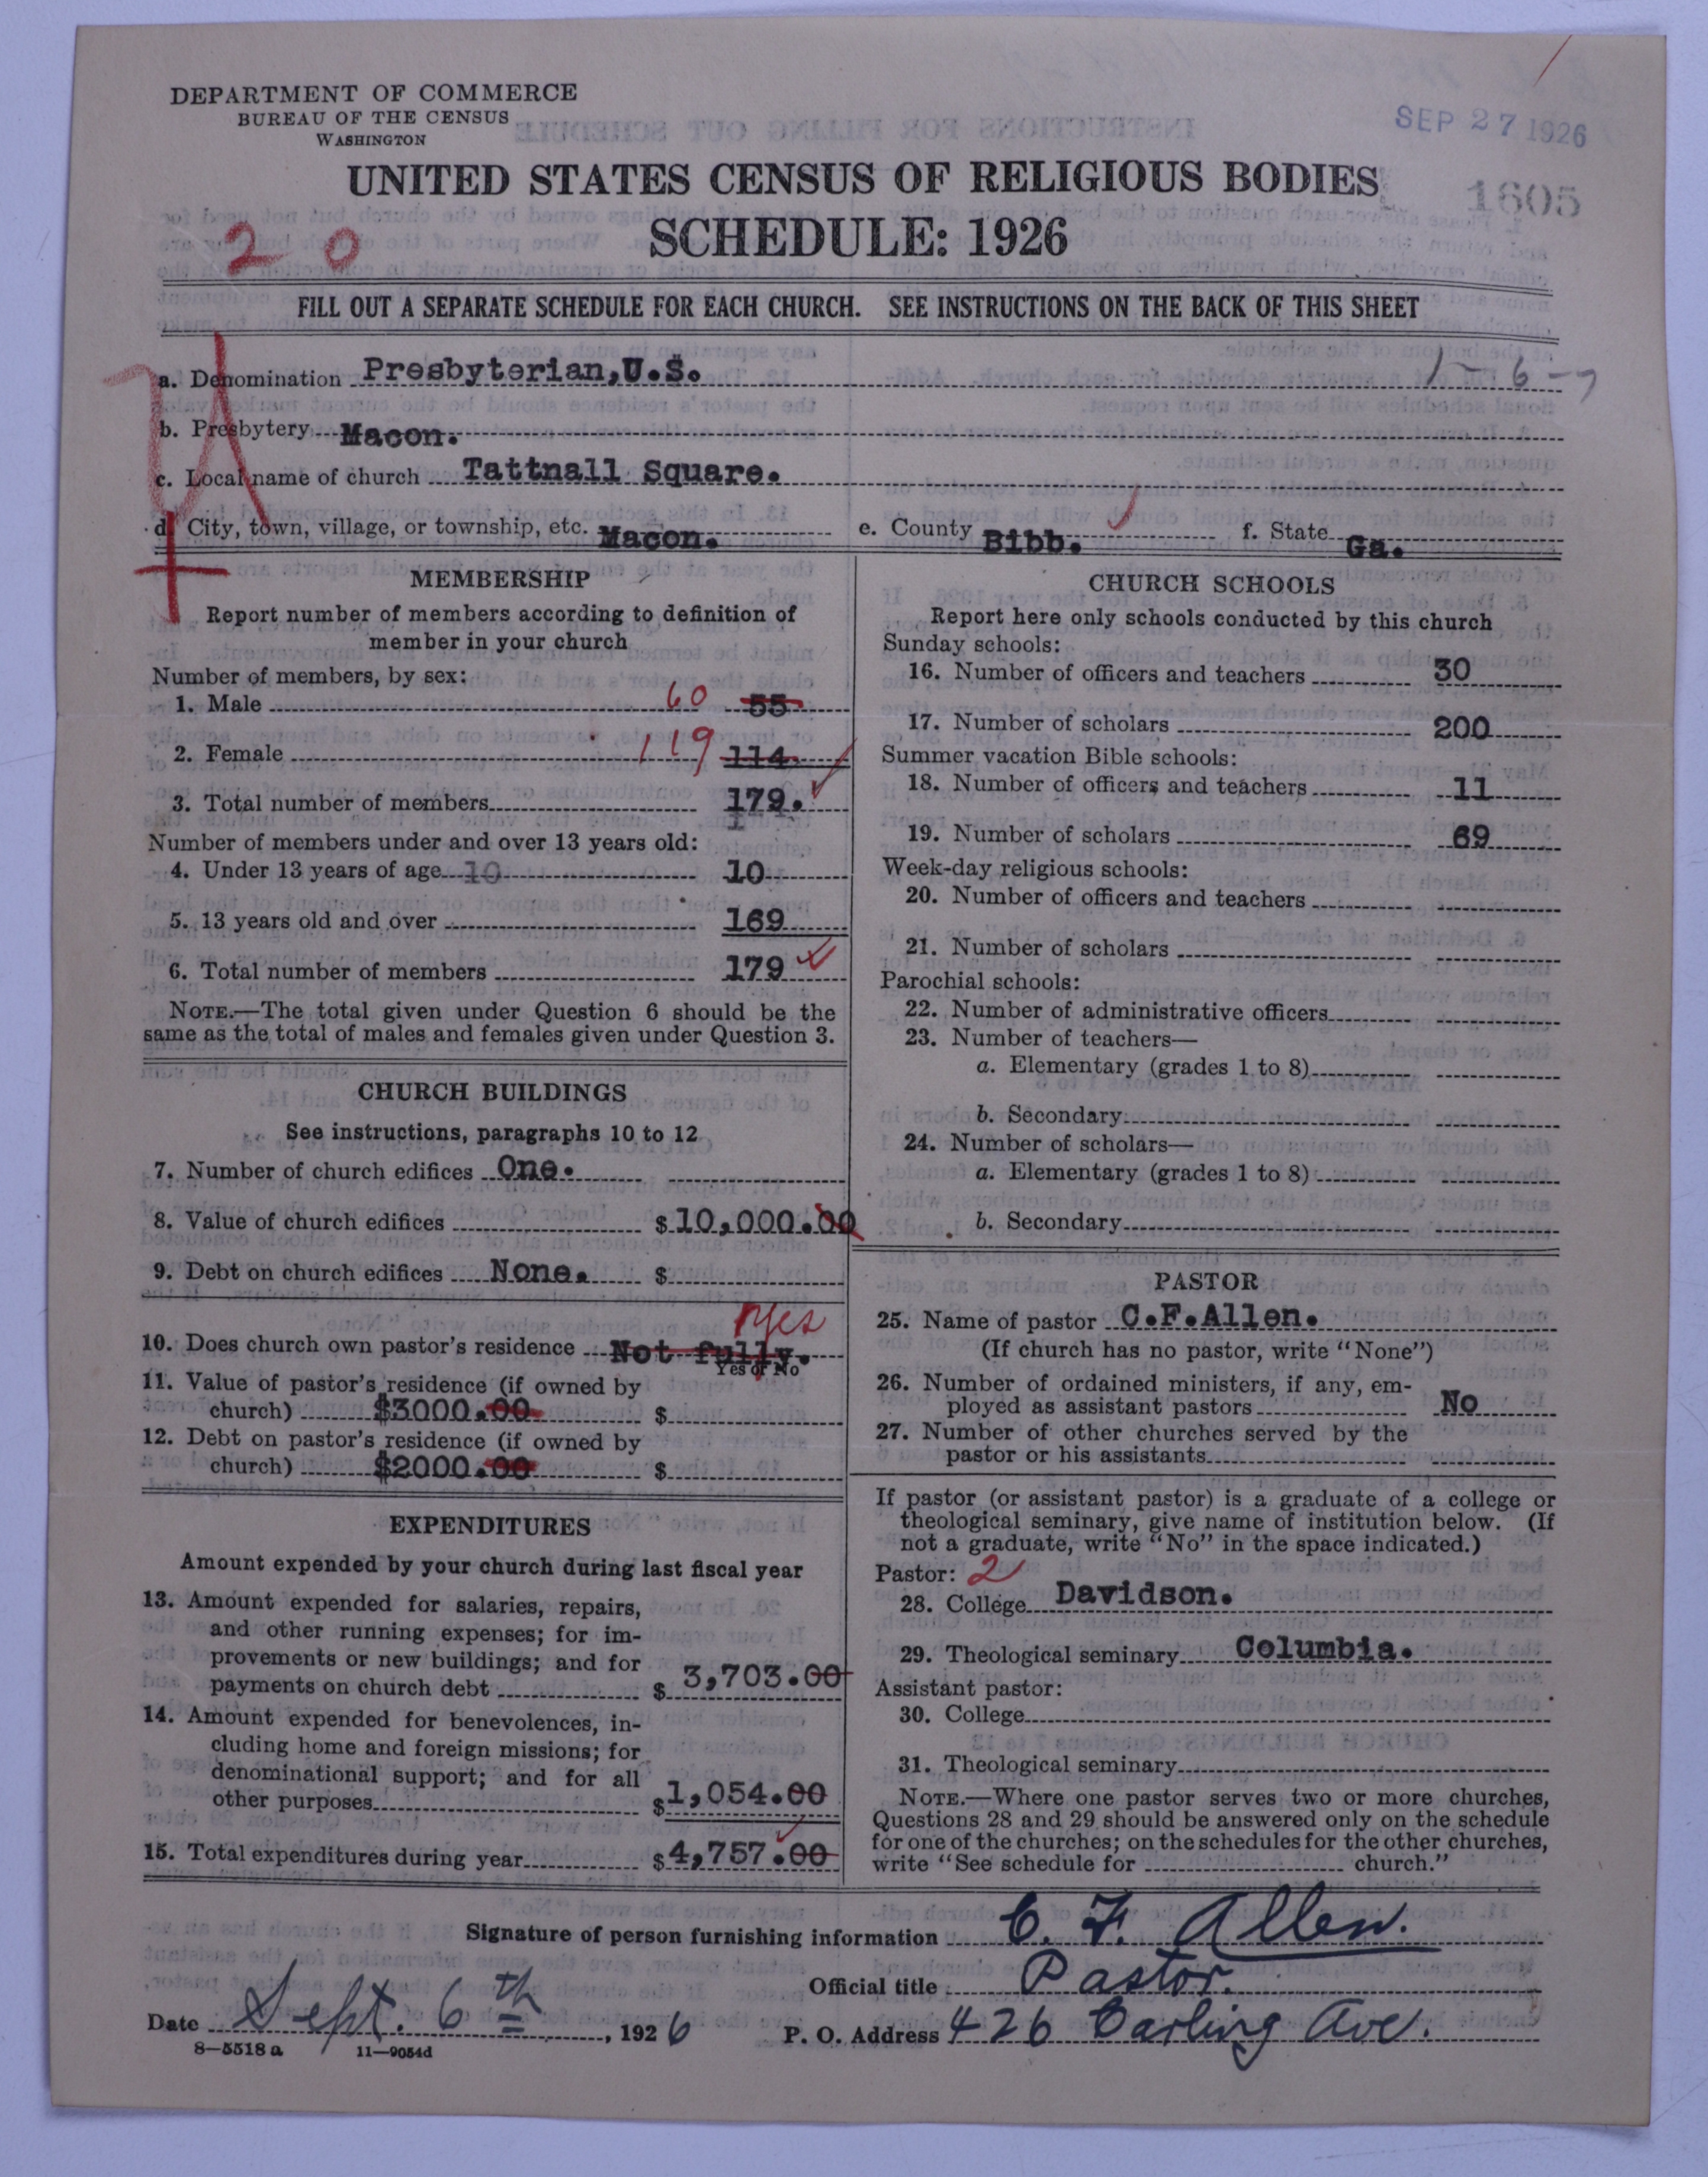 DEPARTMENT OF COMMERCE
BUREAU OF THE CENSUS
WASHINGTON
SEP 27 1926
UNITED STATES CENSUS OF RELIGIOUS BODIES
1605
SCHEDULE: 1926
20
FILL OUT A SEPARATE SCHEDULE FOR EACH CHURCH. SEE INSTRUCTIONS ON THE BACK OF THIS SHEET
a. Denomination Presbyterian,U.S. 1-6-7
b. Presbytery Macon.
c. Local name of church Tattnall Square.
d. City, town, village, or township, etc. Macon. e. County Bibb. f. State Ga.
MEMBERSHIP
Report number of members according to definition of
member in your church
Number of members, by sex:
1. Male 60 55
2. Female 119 114
3. Total number of members 179.
Number of members under and over 13 years old:
4. Under 13 years of age 10 10
5. 13 years old and over 169
6. Total number of members 179
NOTE.—The total given under Question 6 should be the
same as the total of males and females given under Question 3.
CHURCH BUILDINGS
See instructions, paragraphs 10 to 12
7. Number of church edifices One.
8. Value of church edifices $10,000.00
9. Debt on church edifices None. $
yes
10. Does church own pastor's residence Not fully.
Yes or No
11. Value of pastor's residence (if owned by
church) $3000.00 $
12. Debt on pastor's residence (if owned by
church) $2000.00 $
EXPENDITURES
Amount expended by your church during last fiscal year
13. Amount expended for salaries, repairs,
and other running expenses; for im-
provements or new buildings; and for
payments on church debt $ 3,703.00
14. Amount expended for benevolences, in-
cluding home and foreign missions; for
denominational support; and for all
other purposes $1,054.00
15. Total expenditures during year $4,757.00
CHURCH SCHOOLS
Report here only schools conducted by this church
Sunday schools:
16. Number of officers and teachers 30
17. Number of scholars 200
Summer vacation Bible schools:
18. Number of officers and teachers 11
19. Number of scholars 69
Week-day religious schools:
20. Number of officers and teachers
21. Number of scholars
Parochial schools:
22. Number of administrative officers
23. Number of teachers—
a. Elementary (grades 1 to 8)
b. Secondary
24. Number of scholars—
a. Elementary (grades 1 to 8)
b. Secondary
PASTOR
25. Name of pastor C.F.Allen.
(If church has no pastor, write "None")
26. Number of ordained ministers, if any, em-
ployed as assistant pastors No
27. Number of other churches served by the
pastor or his assistants
If pastor (or assistant pastor) is a graduate of a college or
theological seminary, give name of institution below. (If
not a graduate, write "No" in the space indicated.)
Pastor: 2
28. College Davidson.
29. Theological seminary Columbia.
Assistant pastor:
30. College
31. Theological seminary
NOTE.—Where one pastor serves two or more churches,
Questions 28 and 29 should be answered only on the schedule
for one of the churches; on the schedules for the other churches,
write "See schedule for church."
Signature of person furnishing information C. F. Allen.
Official title Pastor.
Date Sept. 6th, 1926 P. O. Address 426 Carling Ave.
8—5518 a 11—9054d